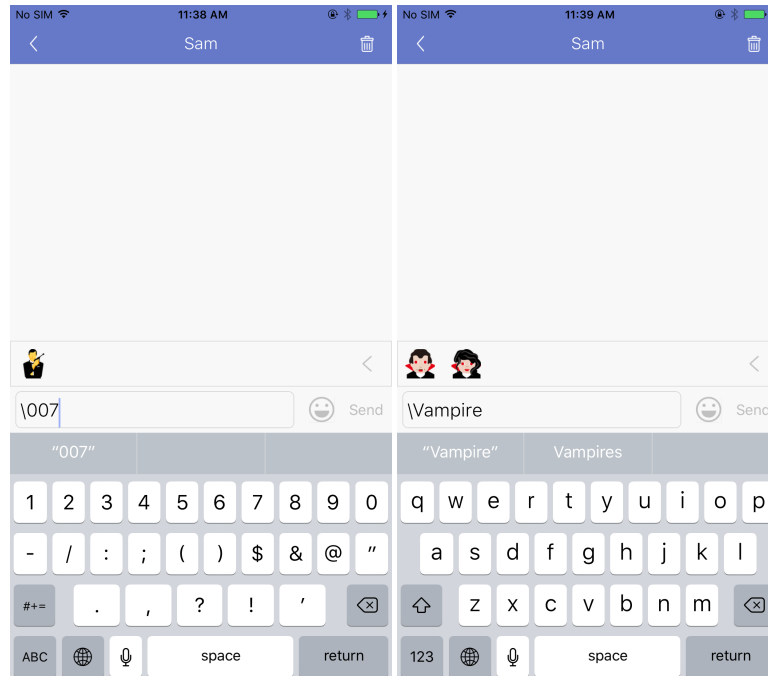 No SIM 11:38 AM
Sam
\007
Send
"007"
1 2 3 4 5 6 7 8 9 0
- / : ; ( ) $ & @ "
#+= . , ? ! '
ABC space return
No SIM 11:39 AM
Sam
\Vampire
Send
"Vampire" Vampires
q w e r t y u i o p
a s d f g h j k l
z x c v b n m
123 space return